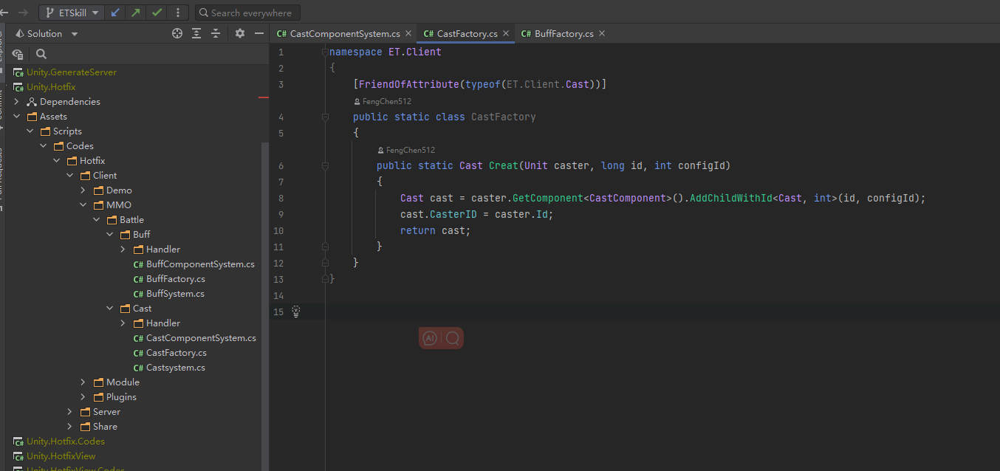 ETSkill
Search everywhere
Solution
CastComponentSystem.cs
CastFactory.cs
BuffFactory.cs
Unity.GenerateServer
Unity.Hotfix
Dependencies
Assets
Scripts
Codes
Hotfix
Client
Demo
MMO
Battle
Buff
Handler
BuffComponentSystem.cs
BuffFactory.cs
BuffSystem.cs
Cast
Handler
CastComponentSystem.cs
CastFactory.cs
Castsystem.cs
Module
Plugins
Server
Share
Unity.Hotfix.Codes
Unity.HotfixView
Unity.HotfixView.Codes
1 namespace ET.Client
2 {
3 [FriendOfAttribute(typeof(ET.Client.Cast))]
FengChen512
4 public static class CastFactory
5 {
FengChen512
6 public static Cast Creat(Unit caster, long id, int configId)
7 {
8 Cast cast = caster.GetComponent<CastComponent>().AddChildWithId<Cast, int>(id, configId);
9 cast.CasterID = caster.Id;
10 return cast;
11 }
12 }
13 }
14
15
AI